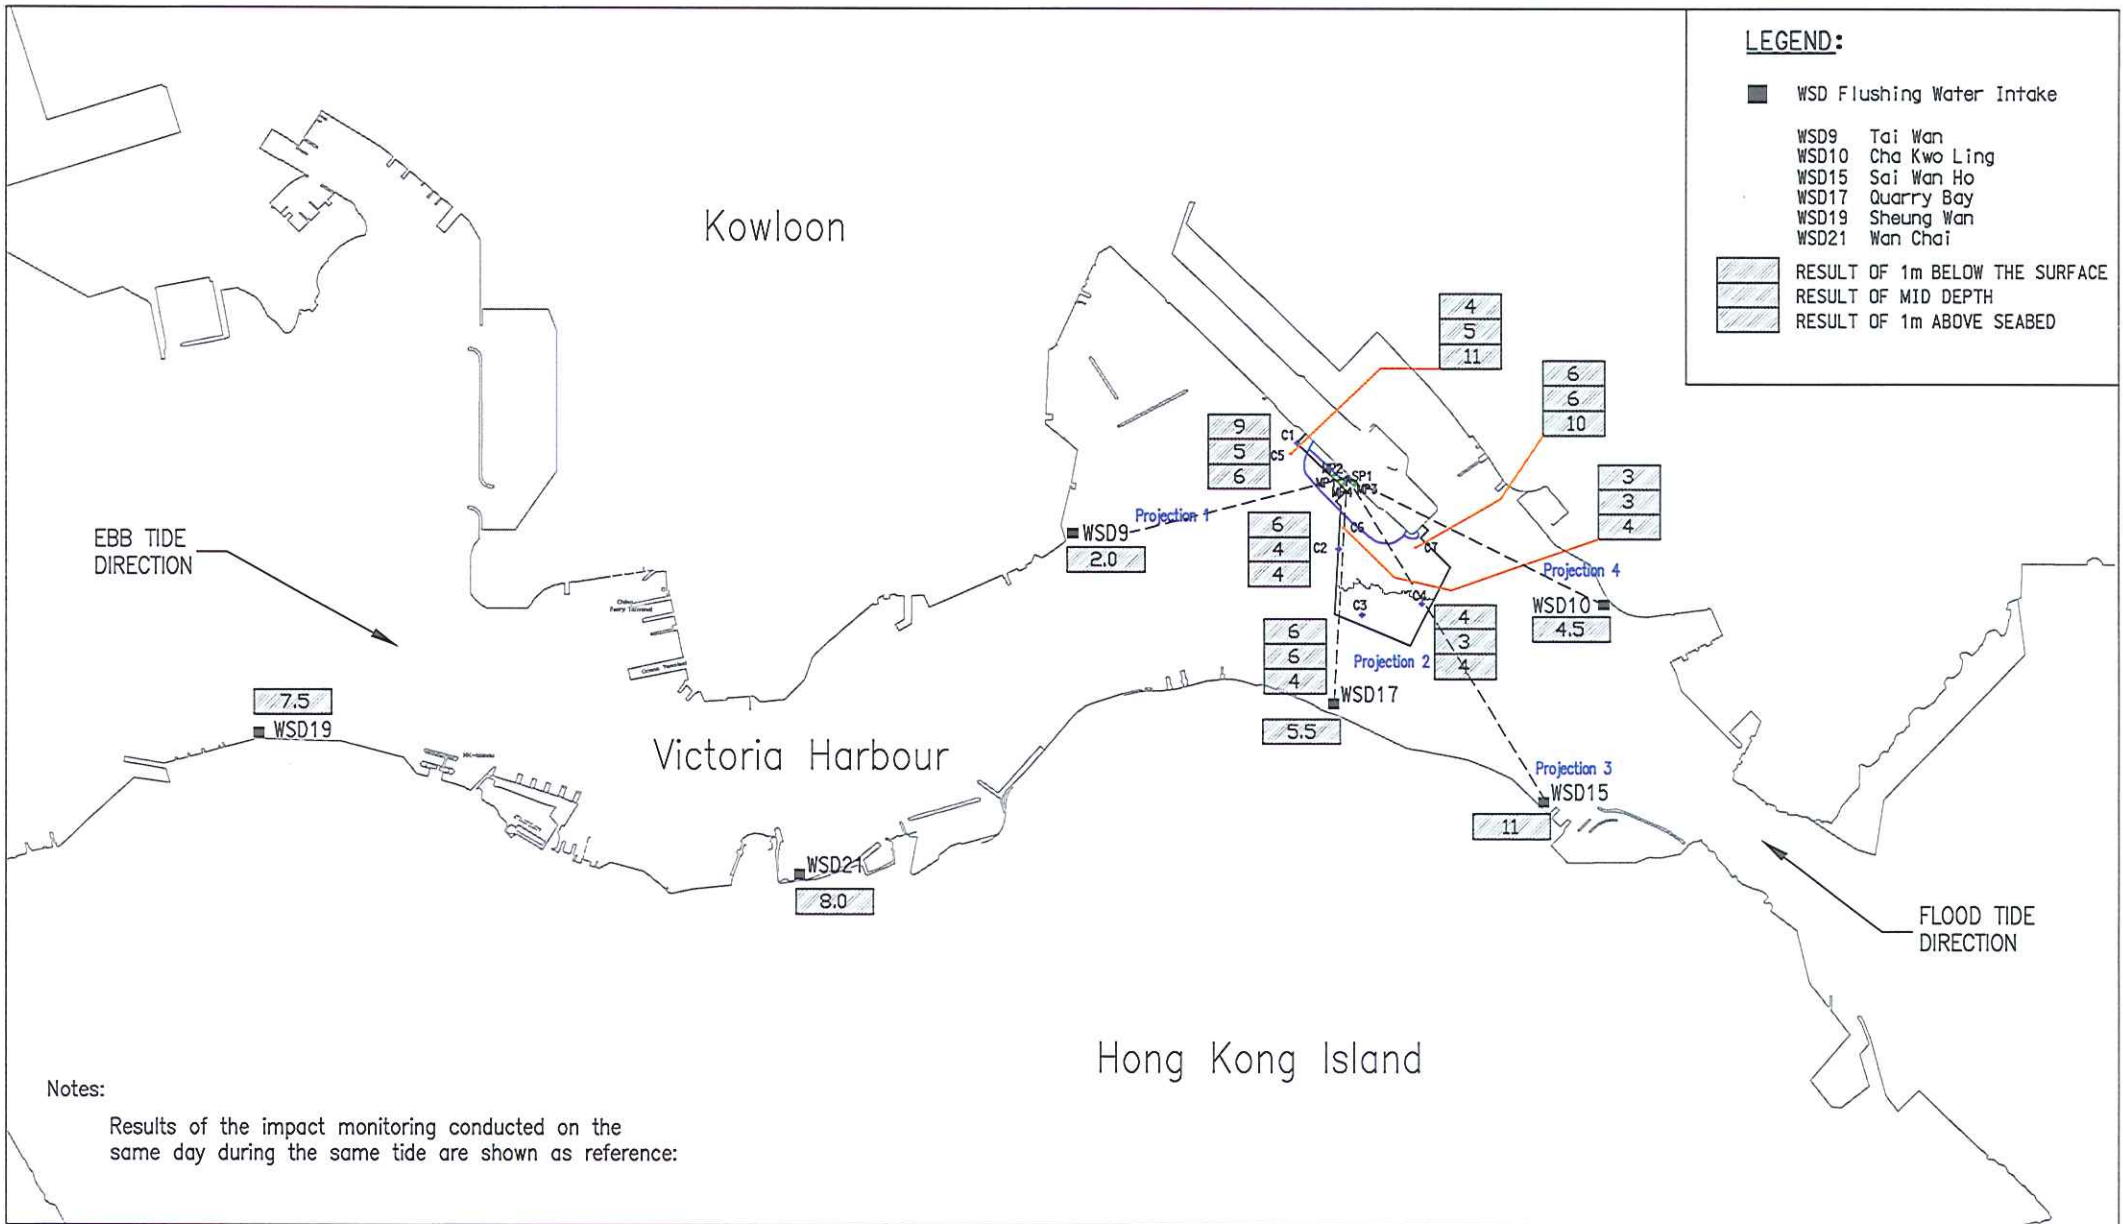 LEGEND:
WSD Flushing Water Intake
WSD9 Tai Wan
WSD10 Cha Kwo Ling
WSD15 Sai Wan Ho
WSD17 Quarry Bay
WSD19 Sheung Wan
WSD21 Wan Chai
RESULT OF 1m BELOW THE SURFACE
RESULT OF MID DEPTH
RESULT OF 1m ABOVE SEABED
Kowloon
4
5
11
6
6
10
9
5
6
C1
C5
3
3
4
MP2
SP1
MP3
MP4
Projection 1
WSD9
2.0
EBB TIDE
DIRECTION
6
4
4
C2
C6
C7
Projection 4
WSD10
4.5
China
Ferry Terminal
C3
C4
4
3
4
6
6
4
Projection 2
Ocean Terminal
WSD17
5.5
7.5
WSD19
Victoria Harbour
Projection 3
WSD15
11
WSD21
8.0
FLOOD TIDE
DIRECTION
Hong Kong Island
Notes:
Results of the impact monitoring conducted on the
same day during the same tide are shown as reference: